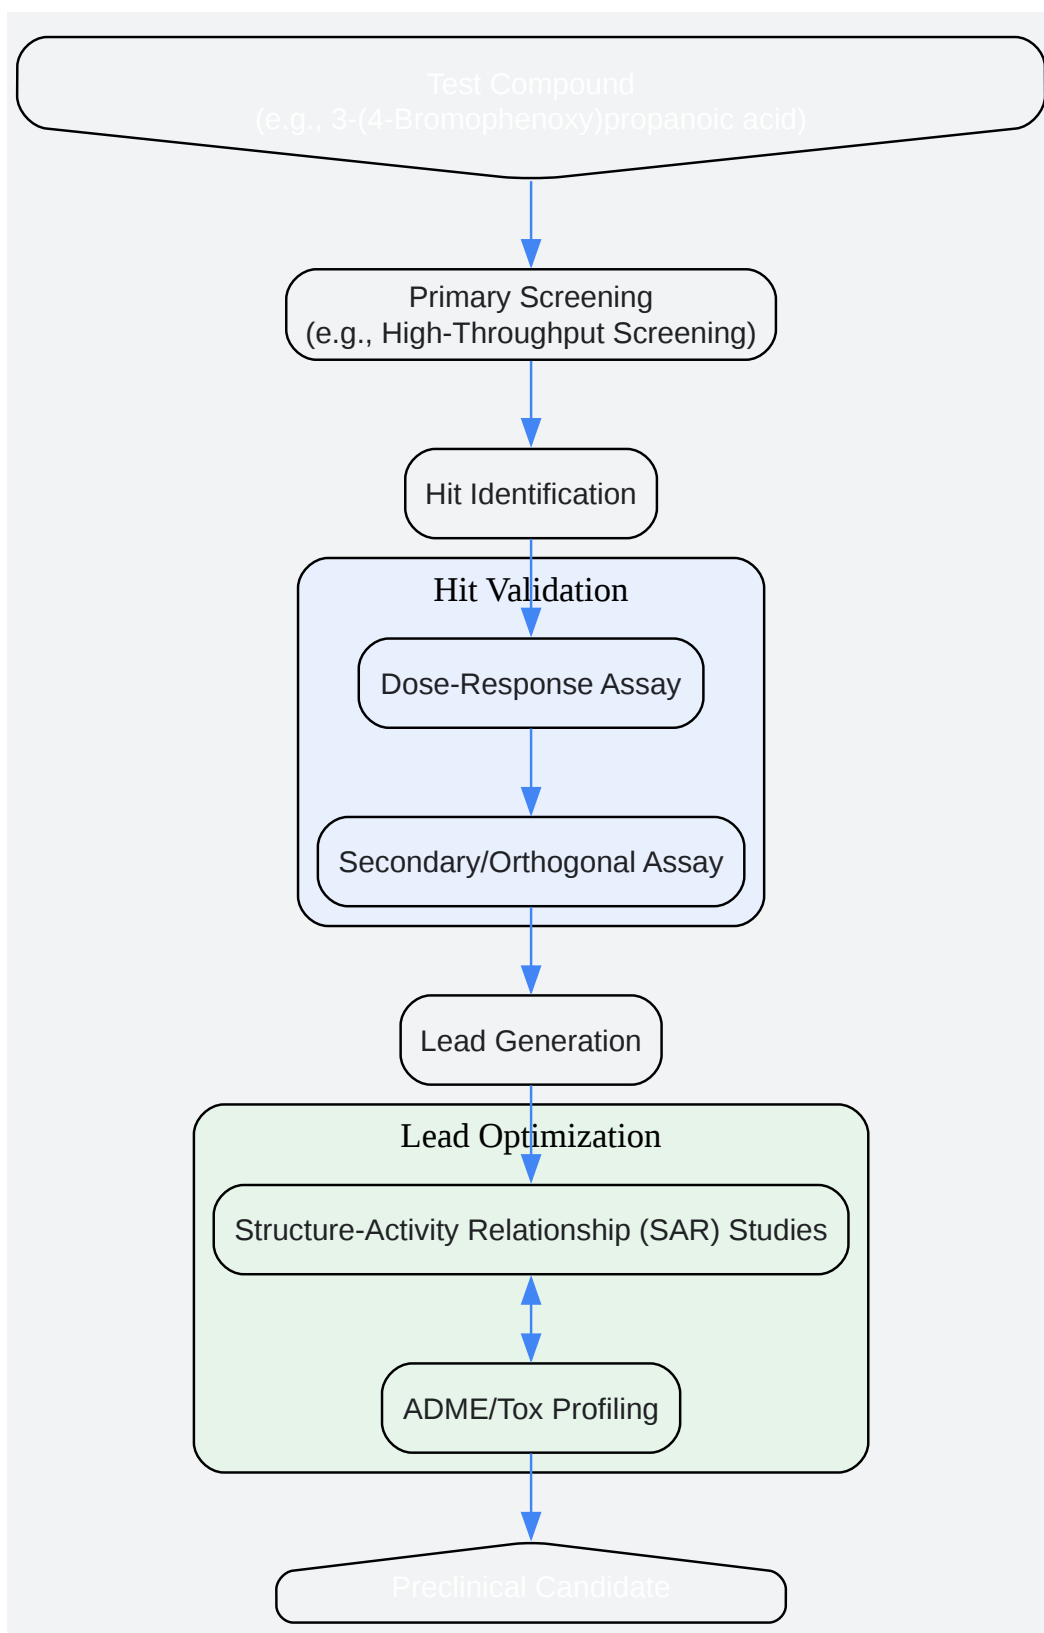 Test Compound
(e.g., 3-(4-Bromophenoxy)propanoic acid)
Primary Screening
(e.g., High-Throughput Screening)
Hit Identification
Hit Validation
Dose-Response Assay
Secondary/Orthogonal Assay
Lead Generation
Lead Optimization
Structure-Activity Relationship (SAR) Studies
ADME/Tox Profiling
Preclinical Candidate